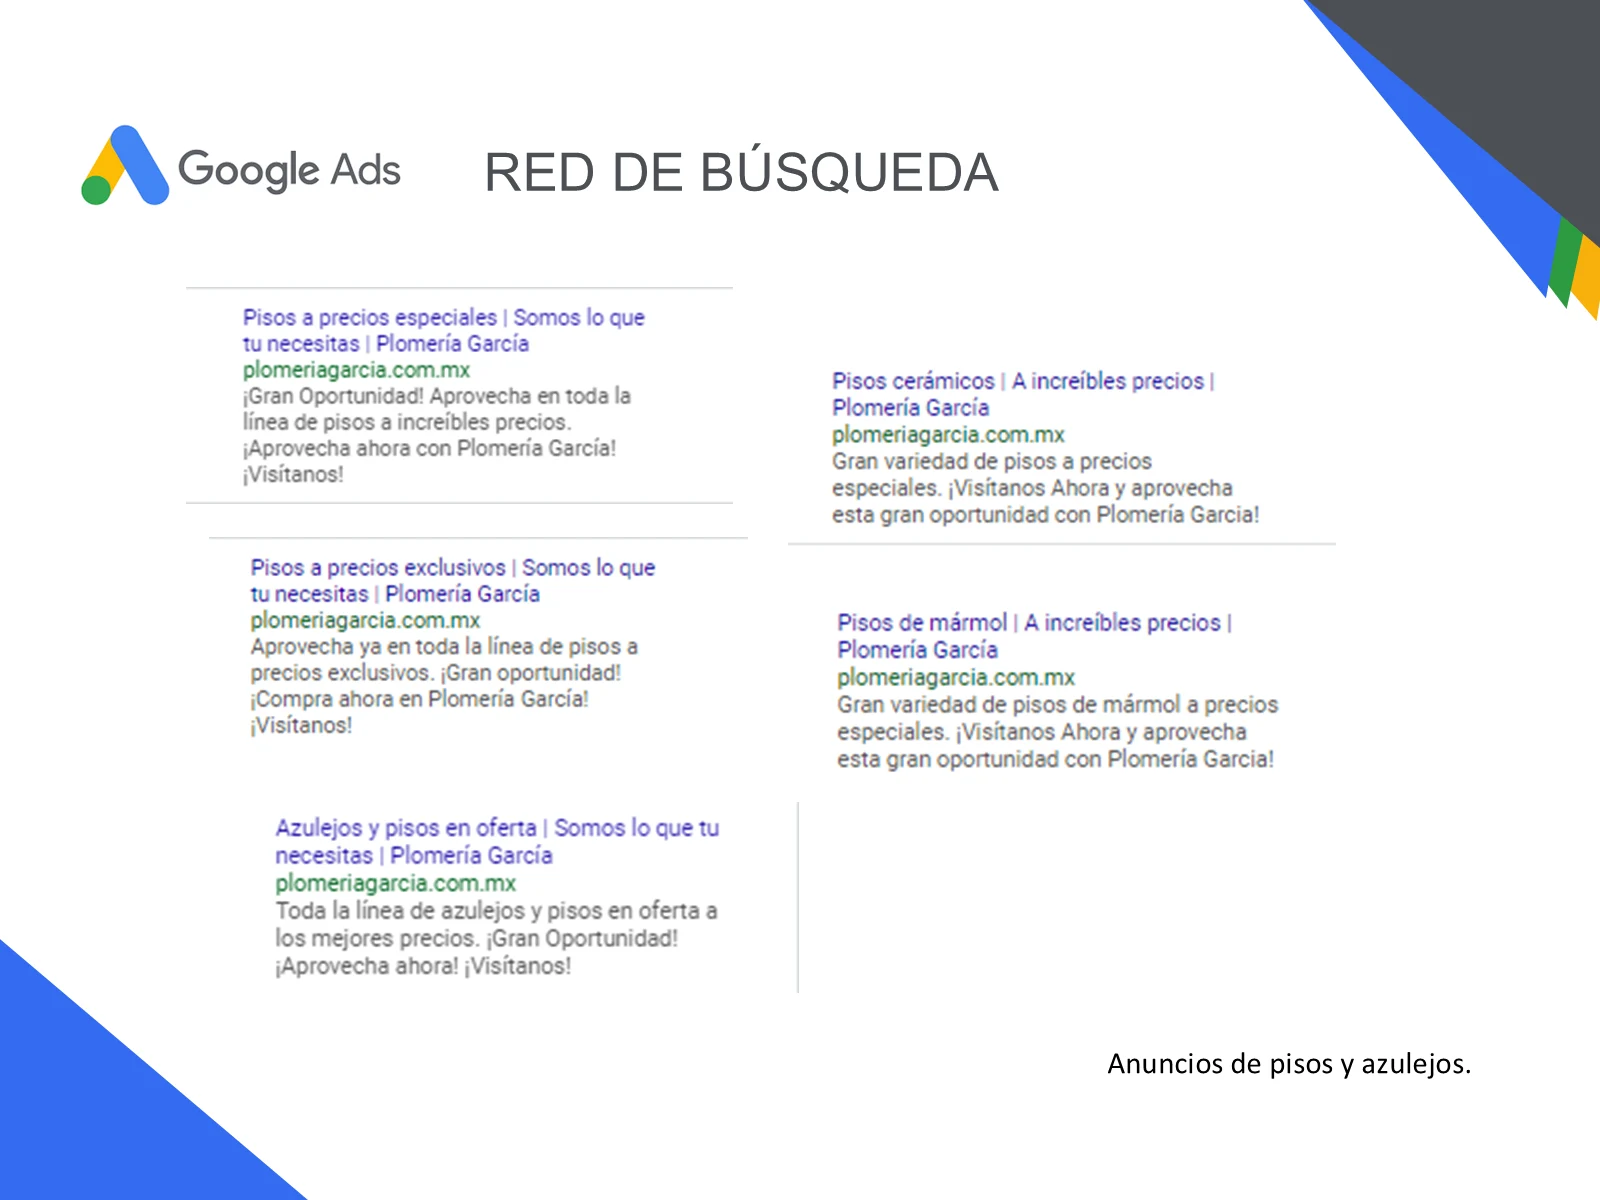 Google Ads
RED DE BÚSQUEDA
Pisos a precios especiales | Somos lo que
tu necesitas | Plomería García
plomeriagarcia.com.mx
¡Gran Oportunidad! Aprovecha en toda la
línea de pisos a increíbles precios.
¡Aprovecha ahora con Plomería García!
¡Visítanos!
Pisos a precios exclusivos | Somos lo que
tu necesitas | Plomería García
plomeriagarcia.com.mx
Aprovecha ya en toda la línea de pisos a
precios exclusivos. ¡Gran oportunidad!
¡Compra ahora en Plomería García!
¡Visítanos!
Azulejos y pisos en oferta | Somos lo que tu
necesitas | Plomería García
plomeriagarcia.com.mx
Toda la línea de azulejos y pisos en oferta a
los mejores precios. ¡Gran Oportunidad!
¡Aprovecha ahora! ¡Visítanos!
Pisos cerámicos | A increíbles precios |
Plomería García
plomeriagarcia.com.mx
Gran variedad de pisos a precios
especiales. ¡Visítanos Ahora y aprovecha
esta gran oportunidad con Plomería Garcia!
Pisos de mármol | A increíbles precios |
Plomería García
plomeriagarcia.com.mx
Gran variedad de pisos de mármol a precios
especiales. ¡Visítanos Ahora y aprovecha
esta gran oportunidad con Plomería Garcia!
Anuncios de pisos y azulejos.